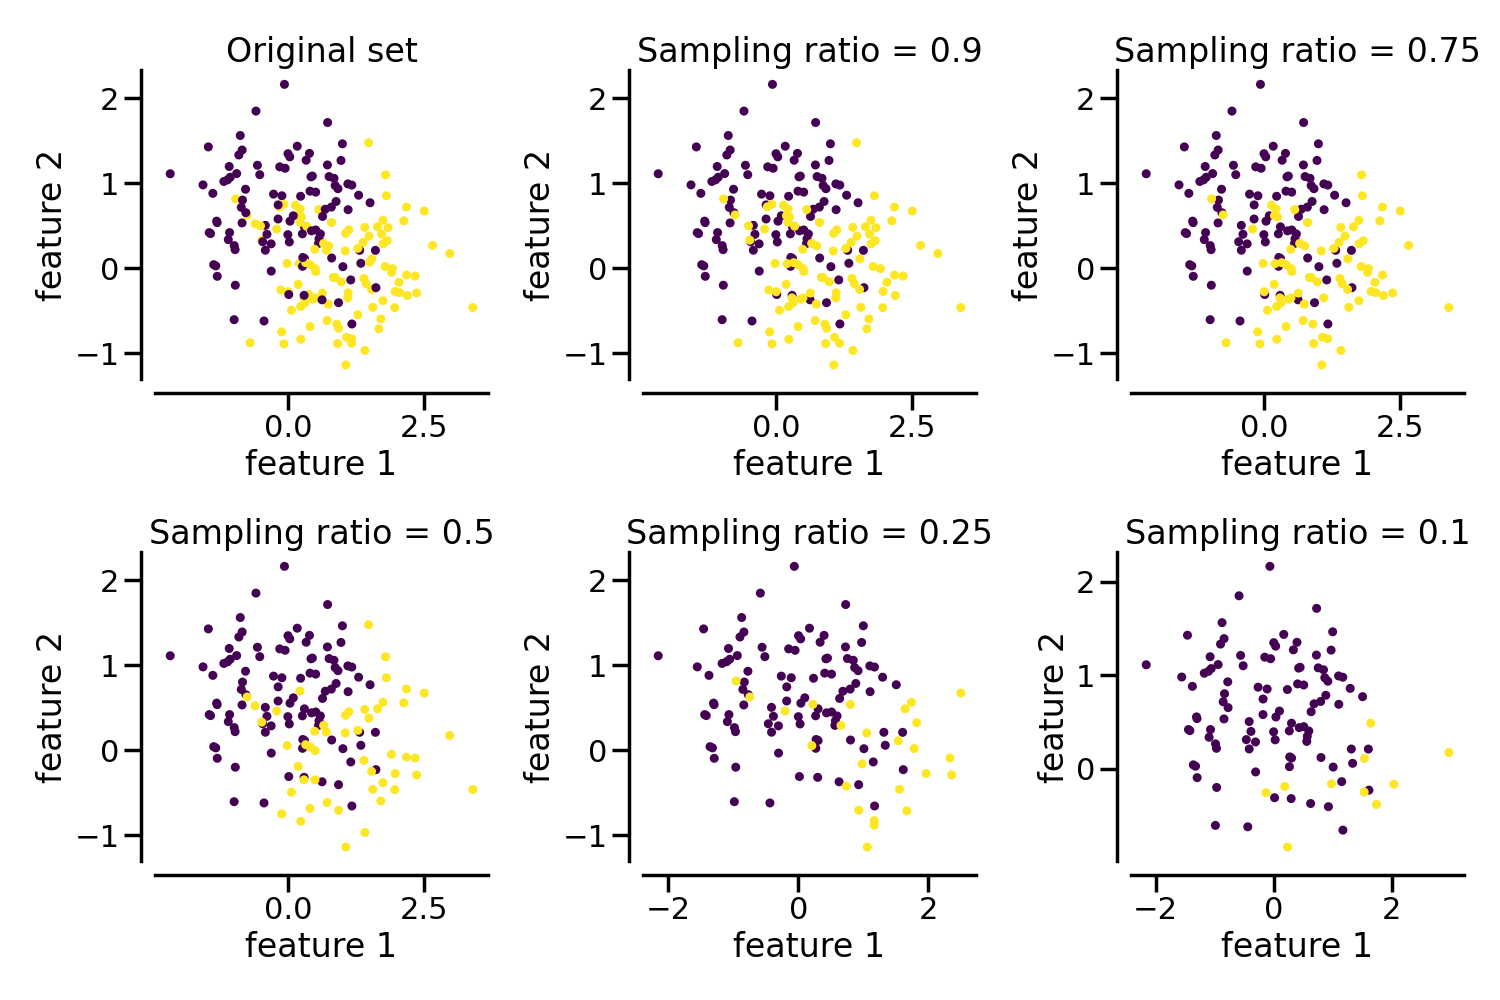 Original set
Sampling ratio = 0.9
Sampling ratio = 0.75
feature 2
2
1
0
−1
0.0
2.5
feature 1
feature 2
2
1
0
−1
0.0
2.5
feature 1
feature 2
2
1
0
−1
0.0
2.5
feature 1
Sampling ratio = 0.5
Sampling ratio = 0.25
Sampling ratio = 0.1
feature 2
2
1
0
−1
0.0
2.5
feature 1
feature 2
2
1
0
−1
−2
0
2
feature 1
feature 2
2
1
0
−2
0
2
feature 1